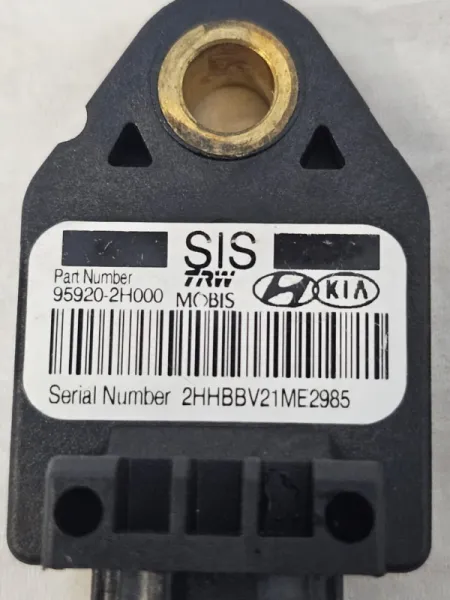 SIS
Part Number TRW
95920-2H000 MOBIS KIA
Serial Number 2HHBBV21ME2985